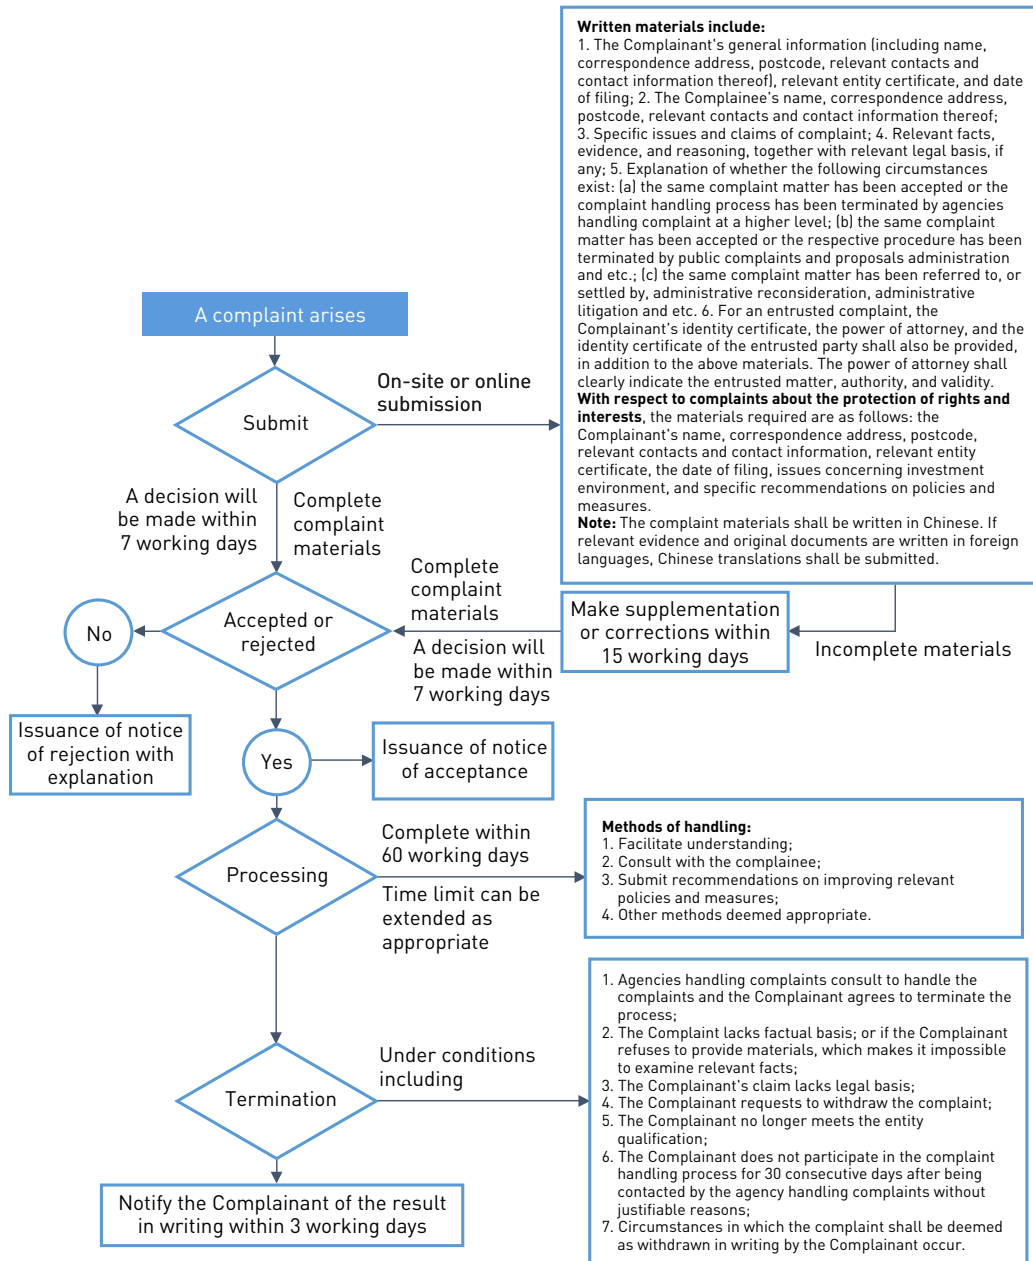 Written materials include:
1. The Complainant's general information (including name,
correspondence address, postcode, relevant contacts and
contact information thereof), relevant entity certificate, and date
of filing; 2. The Complainee's name, correspondence address,
postcode, relevant contacts and contact information thereof;
3. Specific issues and claims of complaint; 4. Relevant facts,
evidence, and reasoning, together with relevant legal basis, if
any; 5. Explanation of whether the following circumstances
exist: (a) the same complaint matter has been accepted or the
complaint handling process has been terminated by agencies
handling complaint at a higher level; (b) the same complaint
matter has been accepted or the respective procedure has been
terminated by public complaints and proposals administration
and etc.; (c) the same complaint matter has been referred to, or
settled by, administrative reconsideration, administrative
litigation and etc. 6. For an entrusted complaint, the
Complainant's identity certificate, the power of attorney, and the
identity certificate of the entrusted party shall also be provided,
in addition to the above materials. The power of attorney shall
clearly indicate the entrusted matter, authority, and validity.
With respect to complaints about the protection of rights and
interests, the materials required are as follows: the
Complainant's name, correspondence address, postcode,
relevant contacts and contact information, relevant entity
certificate, the date of filing, issues concerning investment
environment, and specific recommendations on policies and
measures.
Note: The complaint materials shall be written in Chinese. If
relevant evidence and original documents are written in foreign
languages, Chinese translations shall be submitted.
A complaint arises
Submit
On-site or online
submission
A decision will
be made within
7 working days
Complete
complaint
materials
Complete
complaint
materials
A decision will
be made within
7 working days
Make supplementation
or corrections within
15 working days
Incomplete materials
No
Accepted or
rejected
Issuance of notice
of rejection with
explanation
Yes
Issuance of notice
of acceptance
Processing
Complete within
60 working days
Time limit can be
extended as
appropriate
Methods of handling:
1. Facilitate understanding;
2. Consult with the complainee;
3. Submit recommendations on improving relevant
policies and measures;
4. Other methods deemed appropriate.
Termination
Under conditions
including
1. Agencies handling complaints consult to handle the
complaints and the Complainant agrees to terminate the
process;
2. The Complaint lacks factual basis; or if the Complainant
refuses to provide materials, which makes it impossible
to examine relevant facts;
3. The Complainant's claim lacks legal basis;
4. The Complainant requests to withdraw the complaint;
5. The Complainant no longer meets the entity
qualification;
6. The Complainant does not participate in the complaint
handling process for 30 consecutive days after being
contacted by the agency handling complaints without
justifiable reasons;
7. Circumstances in which the complaint shall be deemed
as withdrawn in writing by the Complainant occur.
Notify the Complainant of the result
in writing within 3 working days